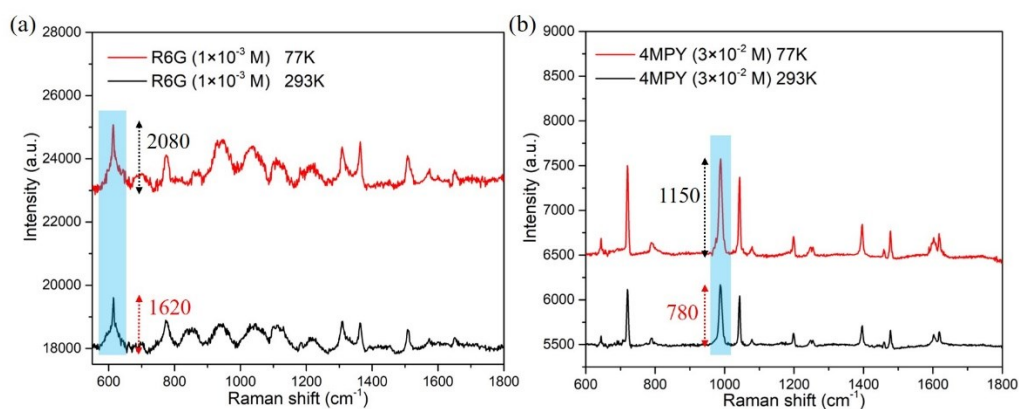 (a)
28000
26000
24000
22000
20000
18000
Intensity (a.u.)
R6G (1×10⁻³ M) 77K
R6G (1×10⁻³ M) 293K
2080
1620
600 800 1000 1200 1400 1600 1800
Raman shift (cm⁻¹)
(b)
9000
8500
8000
7500
7000
6500
6000
5500
Intensity (a.u.)
4MPY (3×10⁻² M) 77K
4MPY (3×10⁻² M) 293K
1150
780
600 800 1000 1200 1400 1600 1800
Raman shift (cm⁻¹)